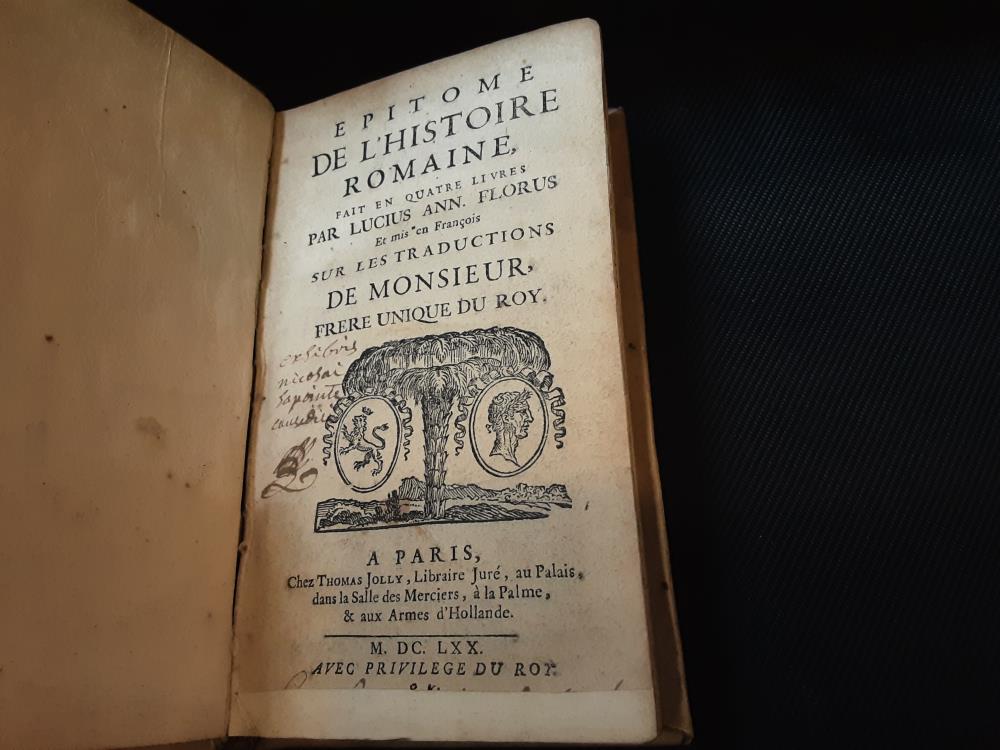 EPITOME
DE L'HISTOIRE
ROMAINE,
FAIT EN QUATRE LIVRES
PAR LUCIUS ANN. FLORUS
Et mis en François
SUR LES TRADUCTIONS
DE MONSIEUR,
FRERE UNIQUE DU ROY.
ex libris
nicolai
lapointe
A PARIS,
Chez THOMAS JOLLY, Libraire Juré, au Palais,
dans la Salle des Merciers, à la Palme,
& aux Armes d'Hollande.
M. DC. LXX.
AVEC PRIVILEGE DU ROY.